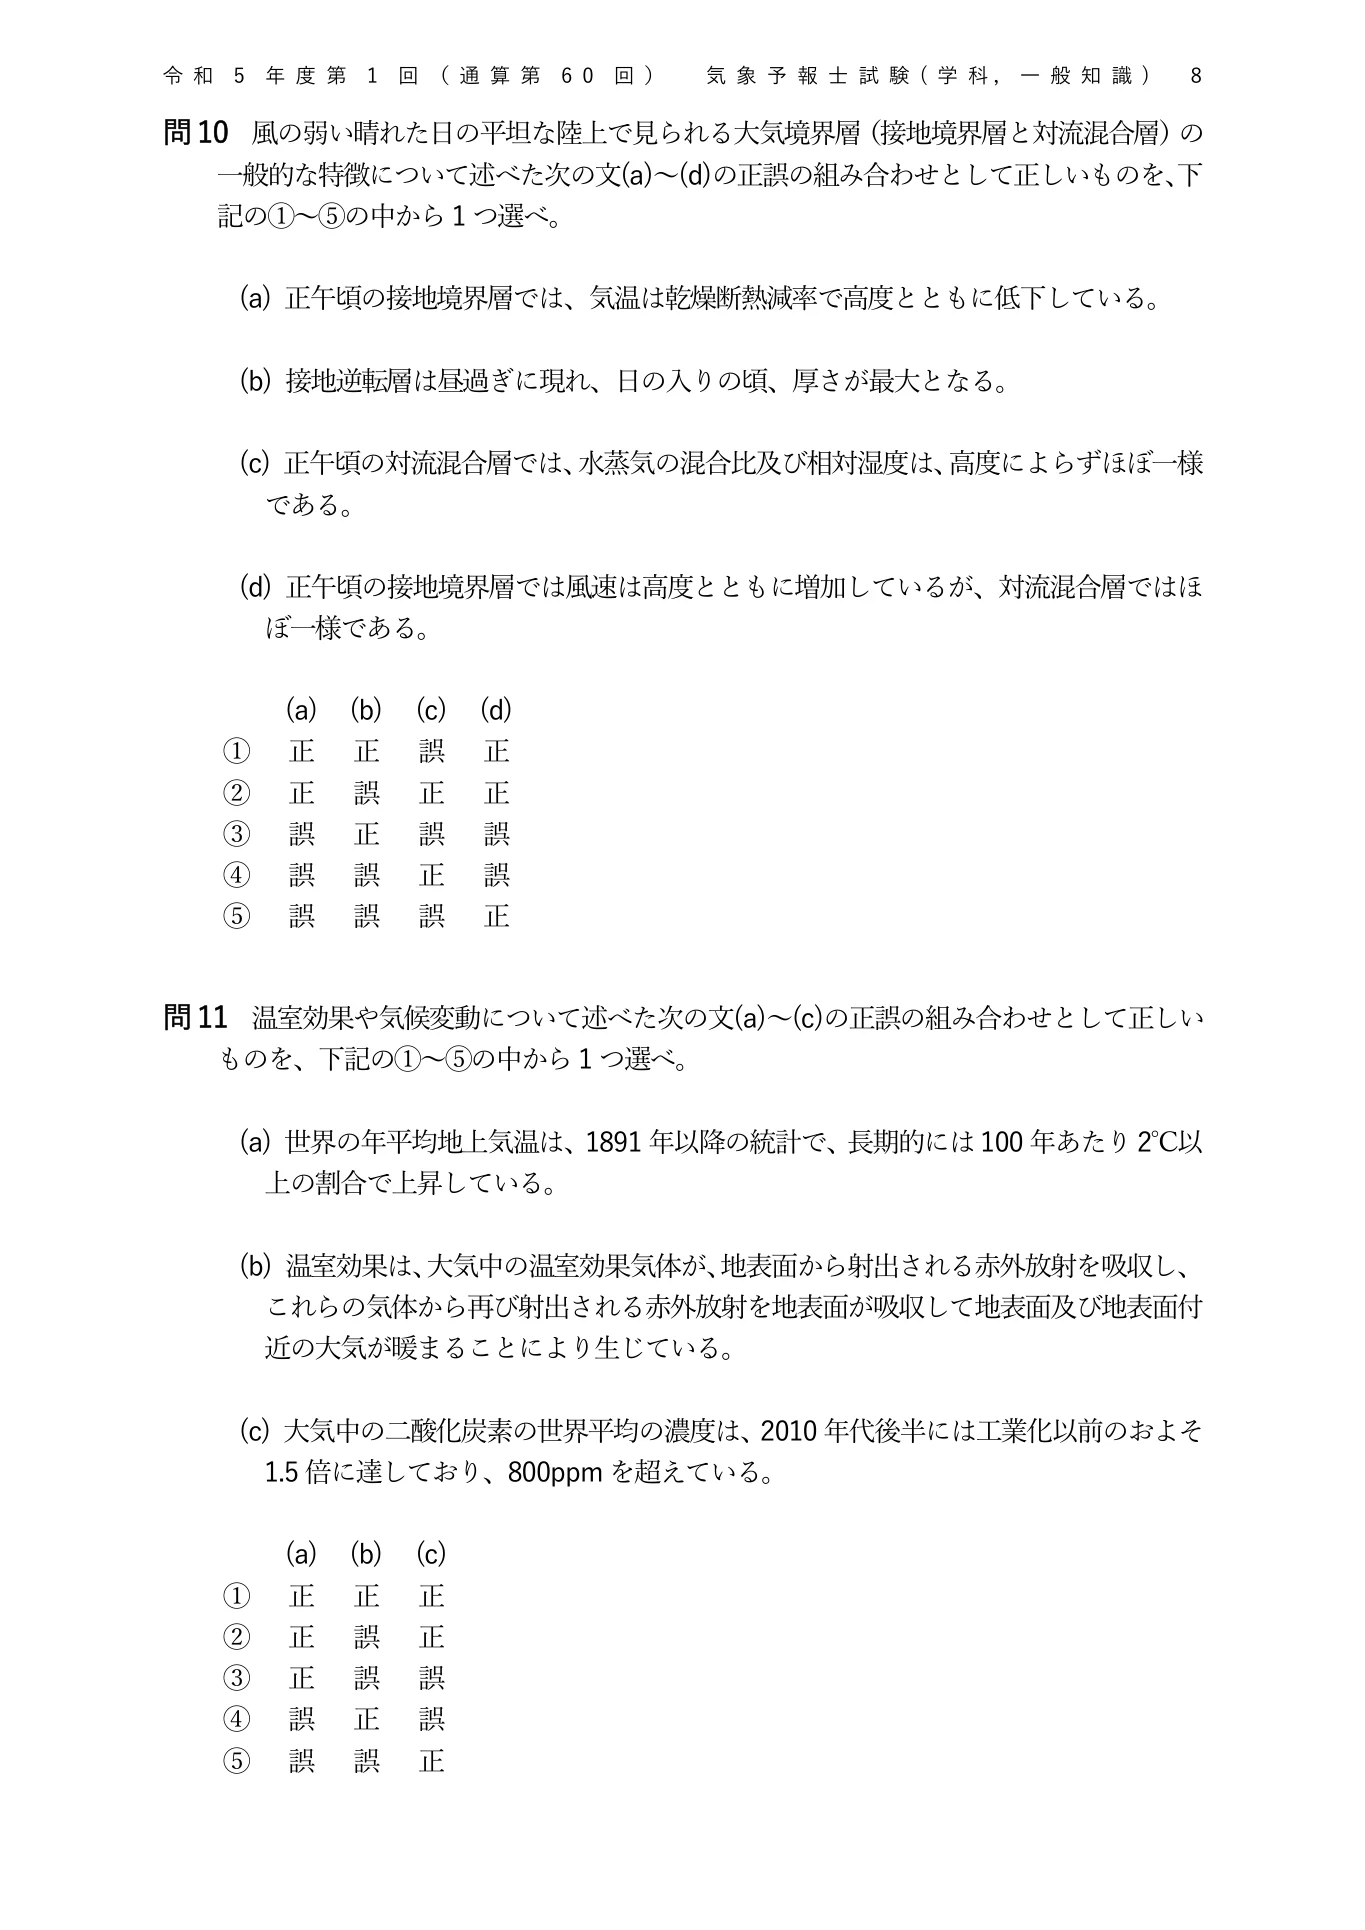 令和5年度第1回（通算第60回）　気象予報士試験(学科,一般知識)　8
問10　風の弱い晴れた日の平坦な陸上で見られる大気境界層（接地境界層と対流混合層）の
一般的な特徴について述べた次の文(a)～(d)の正誤の組み合わせとして正しいものを、下
記の①～⑤の中から1つ選べ。
(a) 正午頃の接地境界層では、気温は乾燥断熱減率で高度とともに低下している。
(b) 接地逆転層は昼過ぎに現れ、日の入りの頃、厚さが最大となる。
(c) 正午頃の対流混合層では、水蒸気の混合比及び相対湿度は、高度によらずほぼ一様
である。
(d) 正午頃の接地境界層では風速は高度とともに増加しているが、対流混合層ではほ
ぼ一様である。
(a) (b) (c) (d)
① 正 正 誤 正
② 正 誤 正 正
③ 誤 正 誤 誤
④ 誤 誤 正 誤
⑤ 誤 誤 誤 正
問11　温室効果や気候変動について述べた次の文(a)～(c)の正誤の組み合わせとして正しい
ものを、下記の①～⑤の中から1つ選べ。
(a) 世界の年平均地上気温は、1891年以降の統計で、長期的には100年あたり2℃以
上の割合で上昇している。
(b) 温室効果は、大気中の温室効果気体が、地表面から射出される赤外放射を吸収し、
これらの気体から再び射出される赤外放射を地表面が吸収して地表面及び地表面付
近の大気が暖まることにより生じている。
(c) 大気中の二酸化炭素の世界平均の濃度は、2010年代後半には工業化以前のおよそ
1.5倍に達しており、800ppmを超えている。
(a) (b) (c)
① 正 正 正
② 正 誤 正
③ 正 誤 誤
④ 誤 正 誤
⑤ 誤 誤 正